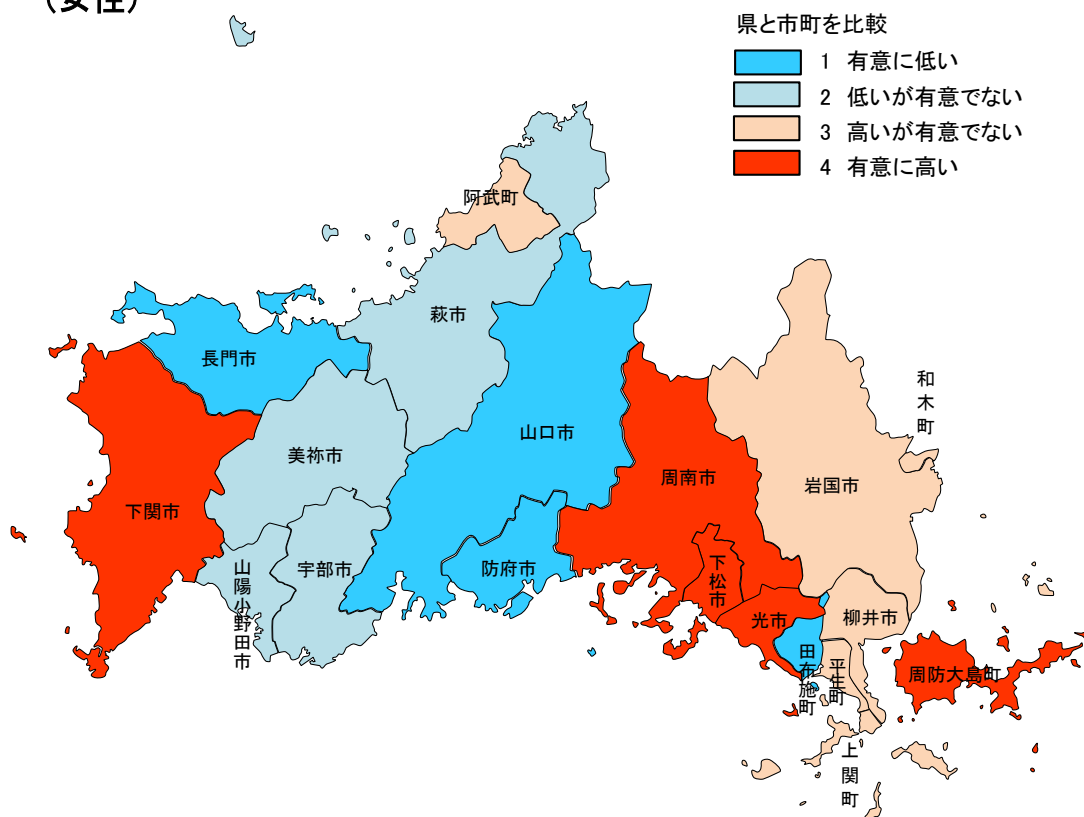 （女性）
県と市町を比較
1 有意に低い
2 低いが有意でない
3 高いが有意でない
4 有意に高い
阿武町
萩市
長門市
和木町
山口市
美祢市
周南市
岩国市
下関市
山陽小野田市
宇部市
防府市
下松市
光市
柳井市
田布施町
平生町
周防大島町
上関町